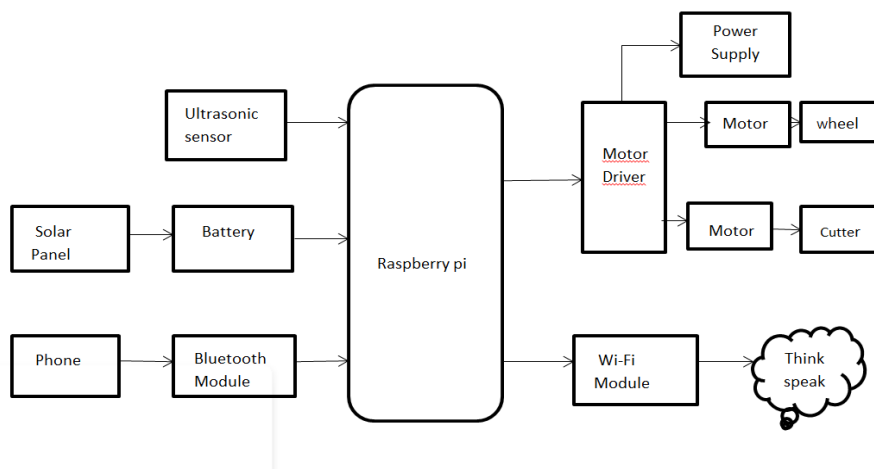 Power
Supply
Ultrasonic
sensor
Motor
wheel
Motor
Driver
Solar
Panel
Battery
Motor
Cutter
Raspberry pi
Phone
Bluetooth
Module
Wi-Fi
Module
Think
speak